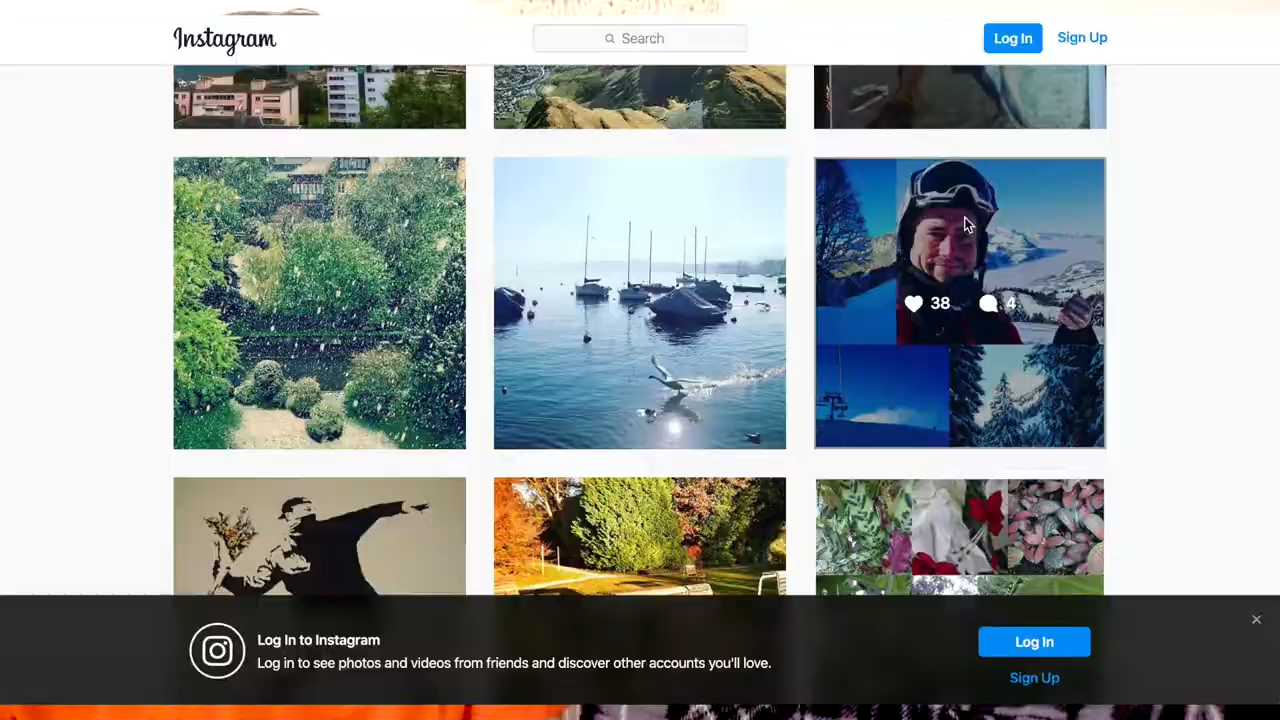 Instagram
Search
Log In
Sign Up
38
4
Log In to Instagram
Log in to see photos and videos from friends and discover other accounts you'll love.
Log In
Sign Up